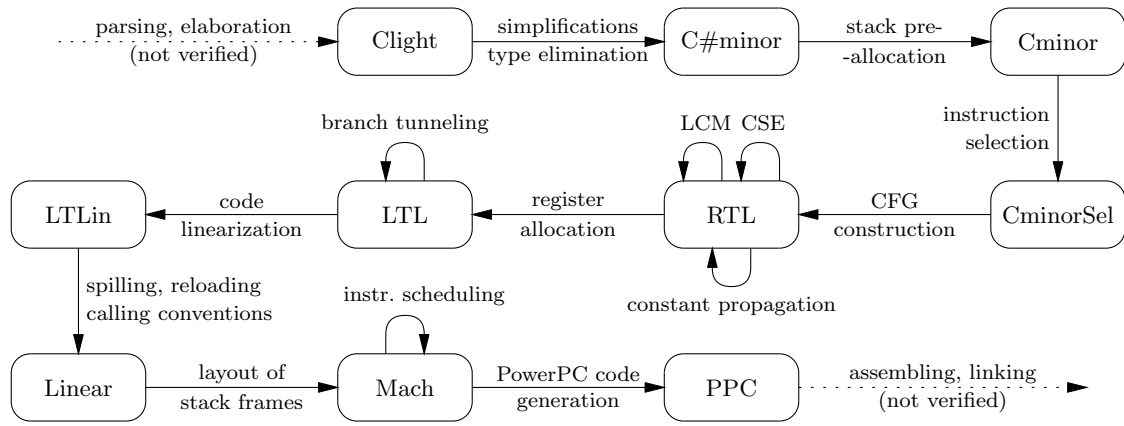 parsing, elaboration
(not verified)
Clight
simplifications
type elimination
C#minor
stack pre-
-allocation
Cminor
instruction
selection
branch tunneling
LCM CSE
LTLin
code
linearization
LTL
register
allocation
RTL
CFG
construction
CminorSel
constant propagation
spilling, reloading
calling conventions
instr. scheduling
Linear
layout of
stack frames
Mach
PowerPC code
generation
PPC
assembling, linking
(not verified)